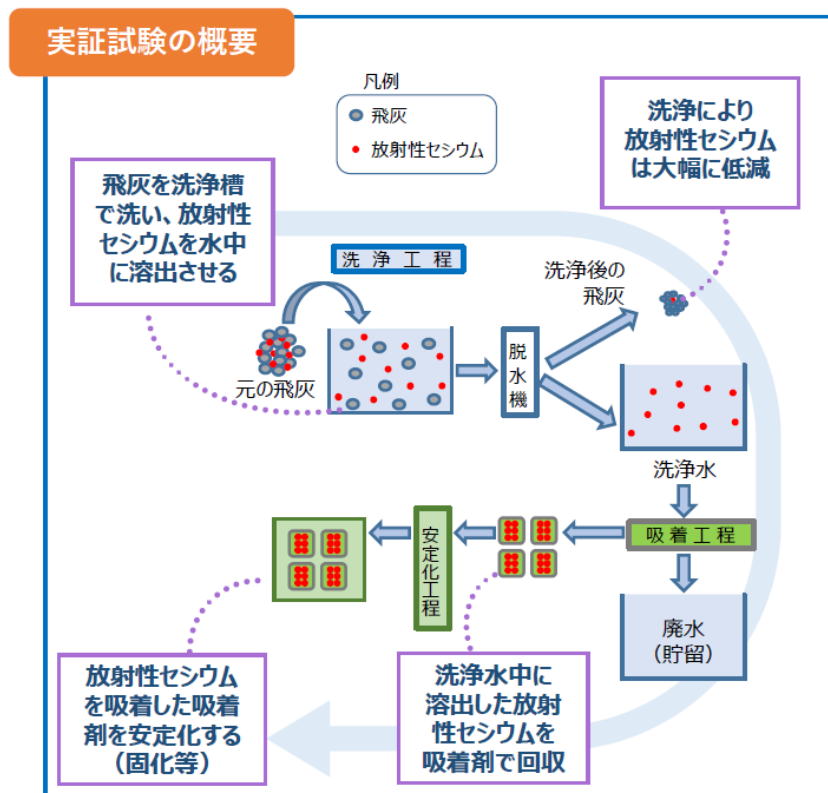 実証試験の概要
凡例
飛灰
放射性セシウム
洗浄により
放射性セシウム
は大幅に低減
飛灰を洗浄槽
で洗い、放射性
セシウムを水中
に溶出させる
洗浄工程
洗浄後の
飛灰
元の飛灰
脱水機
洗浄水
吸着工程
安定化工程
廃水
（貯留）
放射性セシウム
を吸着した吸着
剤を安定化する
（固化等）
洗浄水中に
溶出した放射
性セシウムを
吸着剤で回収